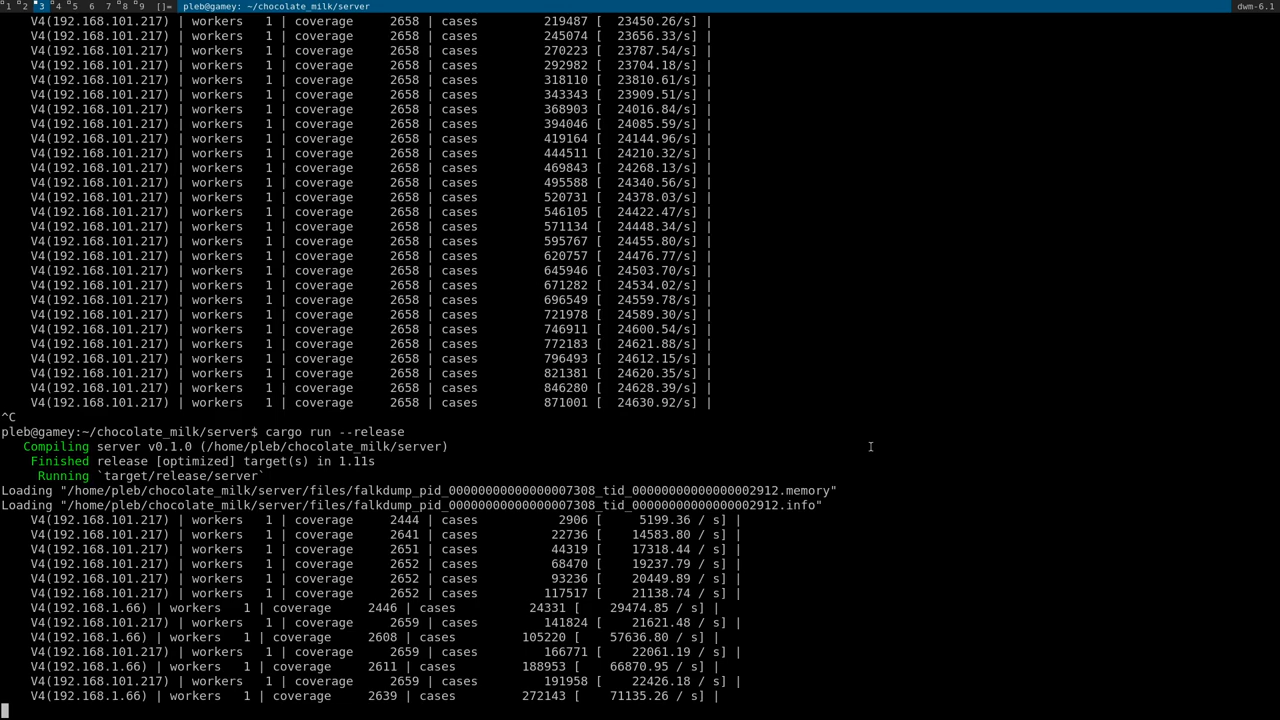 1 2 3 4 5 6 7 8 9 []= pleb@gamey: ~/chocolate_milk/server dwm-6.1
V4(192.168.101.217) | workers 1 | coverage 2658 | cases 219487 [ 23450.26/s] |
V4(192.168.101.217) | workers 1 | coverage 2658 | cases 245074 [ 23656.33/s] |
V4(192.168.101.217) | workers 1 | coverage 2658 | cases 270223 [ 23787.54/s] |
V4(192.168.101.217) | workers 1 | coverage 2658 | cases 292982 [ 23704.18/s] |
V4(192.168.101.217) | workers 1 | coverage 2658 | cases 318110 [ 23810.61/s] |
V4(192.168.101.217) | workers 1 | coverage 2658 | cases 343343 [ 23909.51/s] |
V4(192.168.101.217) | workers 1 | coverage 2658 | cases 368903 [ 24016.84/s] |
V4(192.168.101.217) | workers 1 | coverage 2658 | cases 394046 [ 24085.59/s] |
V4(192.168.101.217) | workers 1 | coverage 2658 | cases 419164 [ 24144.96/s] |
V4(192.168.101.217) | workers 1 | coverage 2658 | cases 444511 [ 24210.32/s] |
V4(192.168.101.217) | workers 1 | coverage 2658 | cases 469843 [ 24268.13/s] |
V4(192.168.101.217) | workers 1 | coverage 2658 | cases 495588 [ 24340.56/s] |
V4(192.168.101.217) | workers 1 | coverage 2658 | cases 520731 [ 24378.03/s] |
V4(192.168.101.217) | workers 1 | coverage 2658 | cases 546105 [ 24422.47/s] |
V4(192.168.101.217) | workers 1 | coverage 2658 | cases 571134 [ 24448.34/s] |
V4(192.168.101.217) | workers 1 | coverage 2658 | cases 595767 [ 24455.80/s] |
V4(192.168.101.217) | workers 1 | coverage 2658 | cases 620757 [ 24476.77/s] |
V4(192.168.101.217) | workers 1 | coverage 2658 | cases 645946 [ 24503.70/s] |
V4(192.168.101.217) | workers 1 | coverage 2658 | cases 671282 [ 24534.02/s] |
V4(192.168.101.217) | workers 1 | coverage 2658 | cases 696549 [ 24559.78/s] |
V4(192.168.101.217) | workers 1 | coverage 2658 | cases 721978 [ 24589.30/s] |
V4(192.168.101.217) | workers 1 | coverage 2658 | cases 746911 [ 24600.54/s] |
V4(192.168.101.217) | workers 1 | coverage 2658 | cases 772183 [ 24621.88/s] |
V4(192.168.101.217) | workers 1 | coverage 2658 | cases 796493 [ 24612.15/s] |
V4(192.168.101.217) | workers 1 | coverage 2658 | cases 821381 [ 24620.35/s] |
V4(192.168.101.217) | workers 1 | coverage 2658 | cases 846280 [ 24628.39/s] |
V4(192.168.101.217) | workers 1 | coverage 2658 | cases 871001 [ 24630.92/s] |
^C
pleb@gamey:~/chocolate_milk/server$ cargo run --release
Compiling server v0.1.0 (/home/pleb/chocolate_milk/server)
Finished release [optimized] target(s) in 1.11s
Running `target/release/server`
Loading "/home/pleb/chocolate_milk/server/files/falkdump_pid_00000000000000007308_tid_00000000000000002912.memory"
Loading "/home/pleb/chocolate_milk/server/files/falkdump_pid_00000000000000007308_tid_00000000000000002912.info"
V4(192.168.101.217) | workers 1 | coverage 2444 | cases 2906 [ 5199.36 / s] |
V4(192.168.101.217) | workers 1 | coverage 2641 | cases 22736 [ 14583.80 / s] |
V4(192.168.101.217) | workers 1 | coverage 2651 | cases 44319 [ 17318.44 / s] |
V4(192.168.101.217) | workers 1 | coverage 2652 | cases 68470 [ 19237.79 / s] |
V4(192.168.101.217) | workers 1 | coverage 2652 | cases 93236 [ 20449.89 / s] |
V4(192.168.101.217) | workers 1 | coverage 2652 | cases 117517 [ 21138.74 / s] |
V4(192.168.1.66) | workers 1 | coverage 2446 | cases 24331 [ 29474.85 / s] |
V4(192.168.101.217) | workers 1 | coverage 2659 | cases 141824 [ 21621.48 / s] |
V4(192.168.1.66) | workers 1 | coverage 2608 | cases 105220 [ 57636.80 / s] |
V4(192.168.101.217) | workers 1 | coverage 2659 | cases 166771 [ 22061.19 / s] |
V4(192.168.1.66) | workers 1 | coverage 2611 | cases 188953 [ 66870.95 / s] |
V4(192.168.101.217) | workers 1 | coverage 2659 | cases 191958 [ 22426.18 / s] |
V4(192.168.1.66) | workers 1 | coverage 2639 | cases 272143 [ 71135.26 / s] |